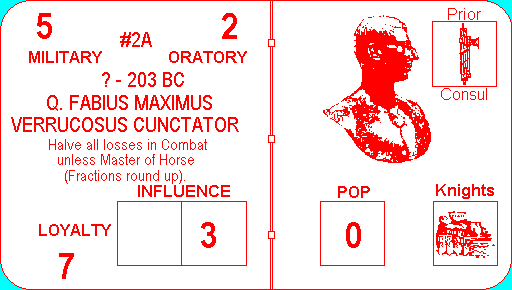 5
MILITARY
#2A
2
ORATORY
? - 203 BC
Q. FABIUS MAXIMUS
VERRUCOSUS CUNCTATOR
Halve all losses in Combat
unless Master of Horse
(Fractions round up).
INFLUENCE
LOYALTY
7
3
Prior
Consul
POP
0
Knights